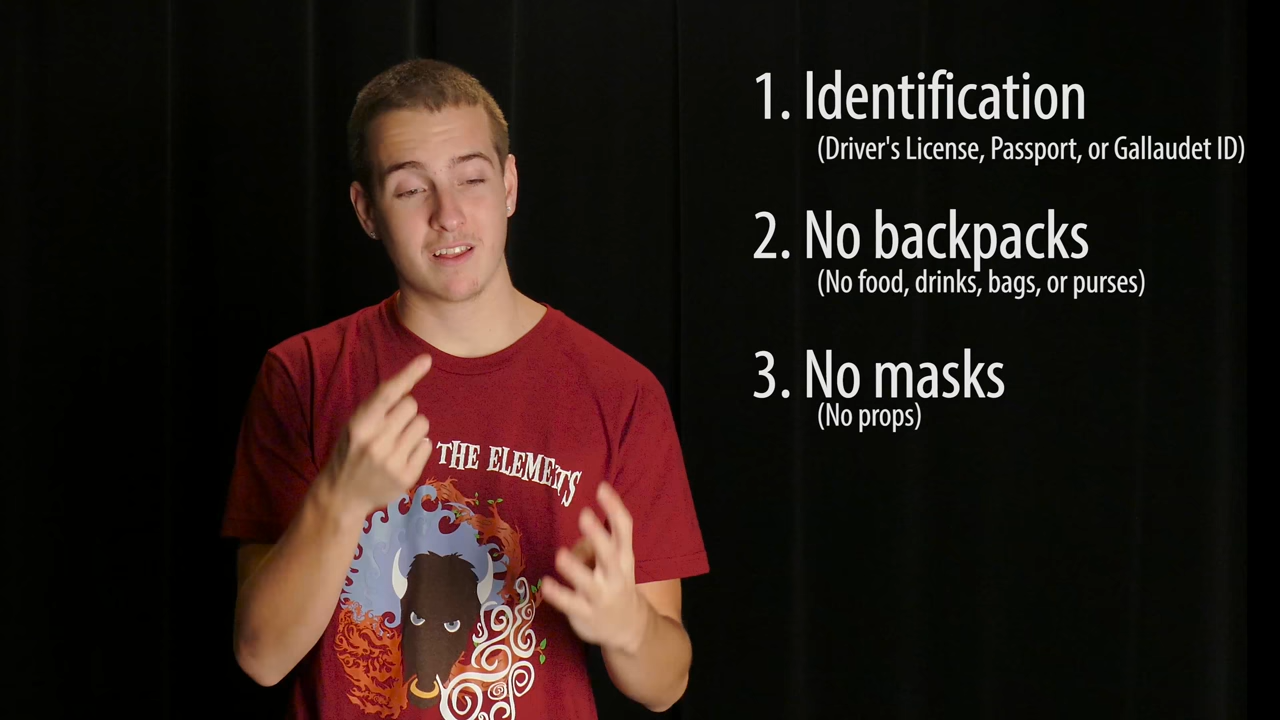 1. Identification
(Driver's License, Passport, or Gallaudet ID)
2. No backpacks
(No food, drinks, bags, or purses)
3. No masks
(No props)
THE ELEMENTS